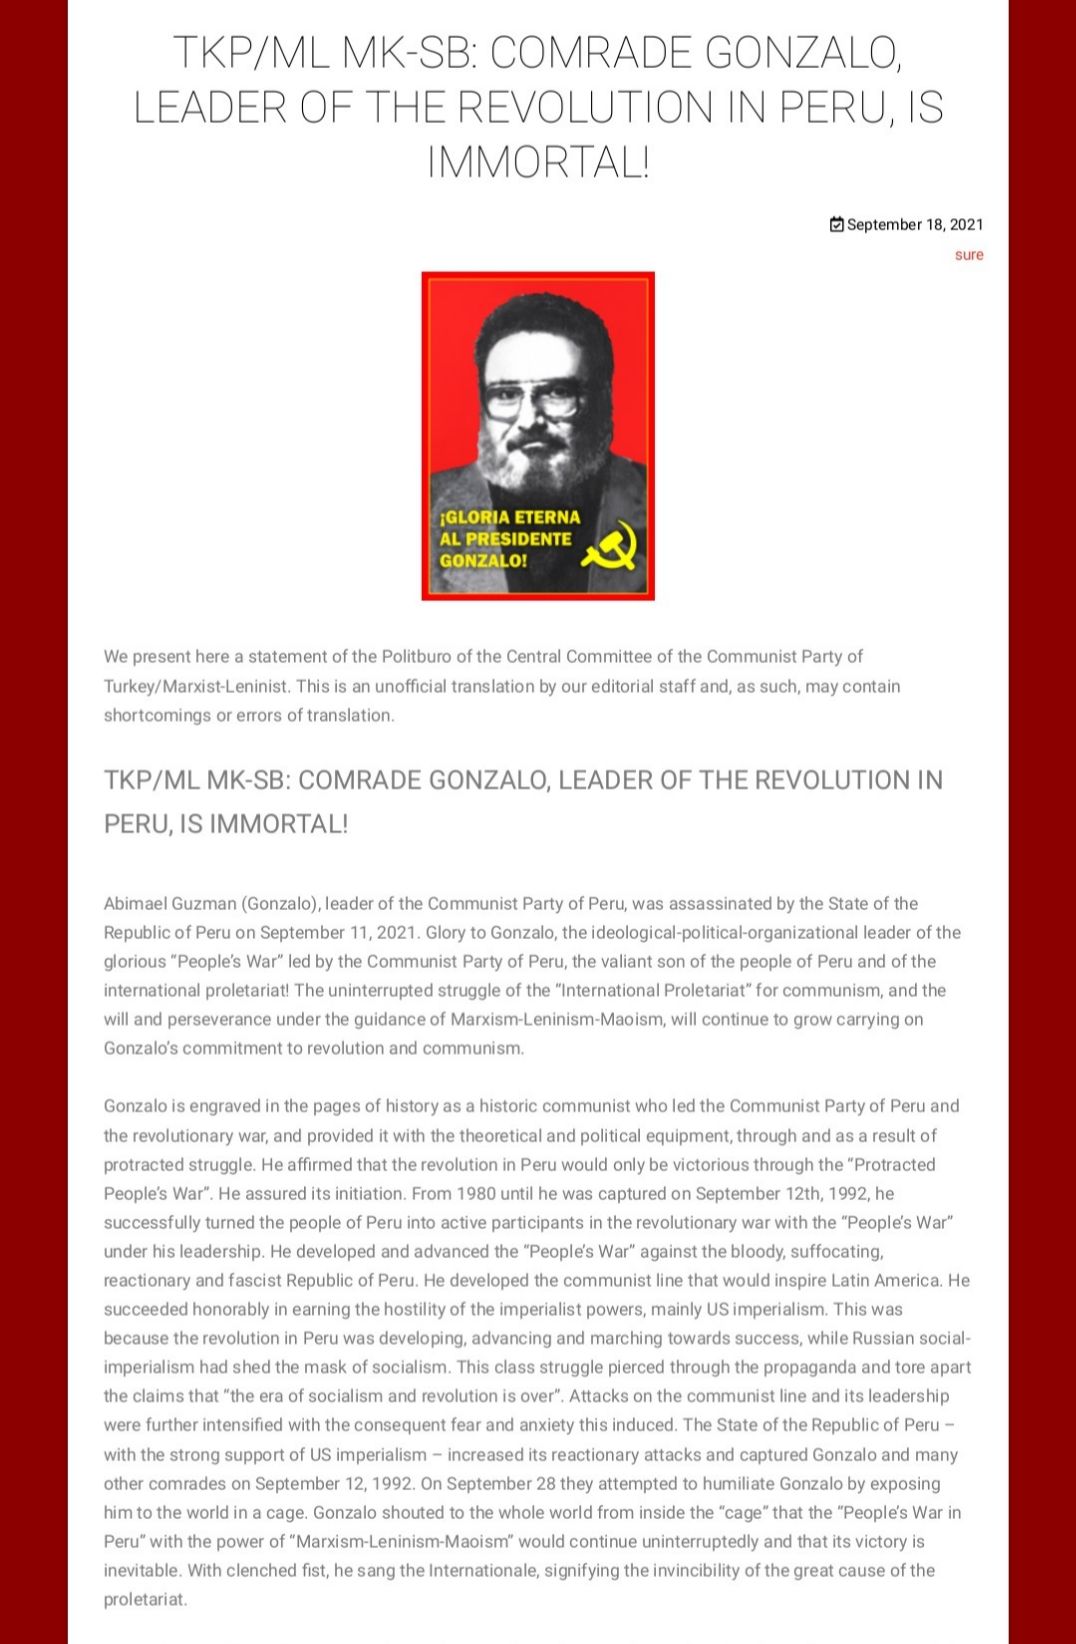 TKP/ML MK-SB: COMRADE GONZALO,
LEADER OF THE REVOLUTION IN PERU, IS
IMMORTAL!
September 18, 2021
sure
¡GLORIA ETERNA
AL PRESIDENTE
GONZALO!
We present here a statement of the Politburo of the Central Committee of the Communist Party of
Turkey/Marxist-Leninist. This is an unofficial translation by our editorial staff and, as such, may contain
shortcomings or errors of translation.
TKP/ML MK-SB: COMRADE GONZALO, LEADER OF THE REVOLUTION IN
PERU, IS IMMORTAL!
Abimael Guzman (Gonzalo), leader of the Communist Party of Peru, was assassinated by the State of the
Republic of Peru on September 11, 2021. Glory to Gonzalo, the ideological-political-organizational leader of the
glorious “People’s War” led by the Communist Party of Peru, the valiant son of the people of Peru and of the
international proletariat! The uninterrupted struggle of the “International Proletariat” for communism, and the
will and perseverance under the guidance of Marxism-Leninism-Maoism, will continue to grow carrying on
Gonzalo’s commitment to revolution and communism.
Gonzalo is engraved in the pages of history as a historic communist who led the Communist Party of Peru and
the revolutionary war, and provided it with the theoretical and political equipment, through and as a result of
protracted struggle. He affirmed that the revolution in Peru would only be victorious through the “Protracted
People’s War”. He assured its initiation. From 1980 until he was captured on September 12th, 1992, he
successfully turned the people of Peru into active participants in the revolutionary war with the “People’s War”
under his leadership. He developed and advanced the “People’s War” against the bloody, suffocating,
reactionary and fascist Republic of Peru. He developed the communist line that would inspire Latin America. He
succeeded honorably in earning the hostility of the imperialist powers, mainly US imperialism. This was
because the revolution in Peru was developing, advancing and marching towards success, while Russian social-
imperialism had shed the mask of socialism. This class struggle pierced through the propaganda and tore apart
the claims that “the era of socialism and revolution is over”. Attacks on the communist line and its leadership
were further intensified with the consequent fear and anxiety this induced. The State of the Republic of Peru –
with the strong support of US imperialism – increased its reactionary attacks and captured Gonzalo and many
other comrades on September 12, 1992. On September 28 they attempted to humiliate Gonzalo by exposing
him to the world in a cage. Gonzalo shouted to the whole world from inside the “cage” that the “People’s War in
Peru” with the power of “Marxism-Leninism-Maoism” would continue uninterruptedly and that its victory is
inevitable. With clenched fist, he sang the Internationale, signifying the invincibility of the great cause of the
proletariat.